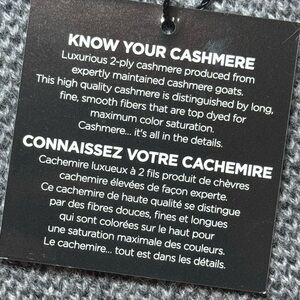 KNOW YOUR CASHMERE
Luxurious 2-ply cashmere produced from
expertly maintained cashmere goats.
This high quality cashmere is distinguished by long,
fine, smooth fibers that are top dyed for
maximum color saturation.
Cashmere... it's all in the details.
CONNAISSEZ VOTRE CACHEMIRE
Cachemire luxueux à 2 fils produit de chèvres
cachemire élevées de façon experte.
Ce cachemire de haute qualité se distingue
par des fibres douces, fines et longues
qui sont colorées sur le haut pour
une saturation maximale des couleurs.
Le cachemire... tout est dans les détails.